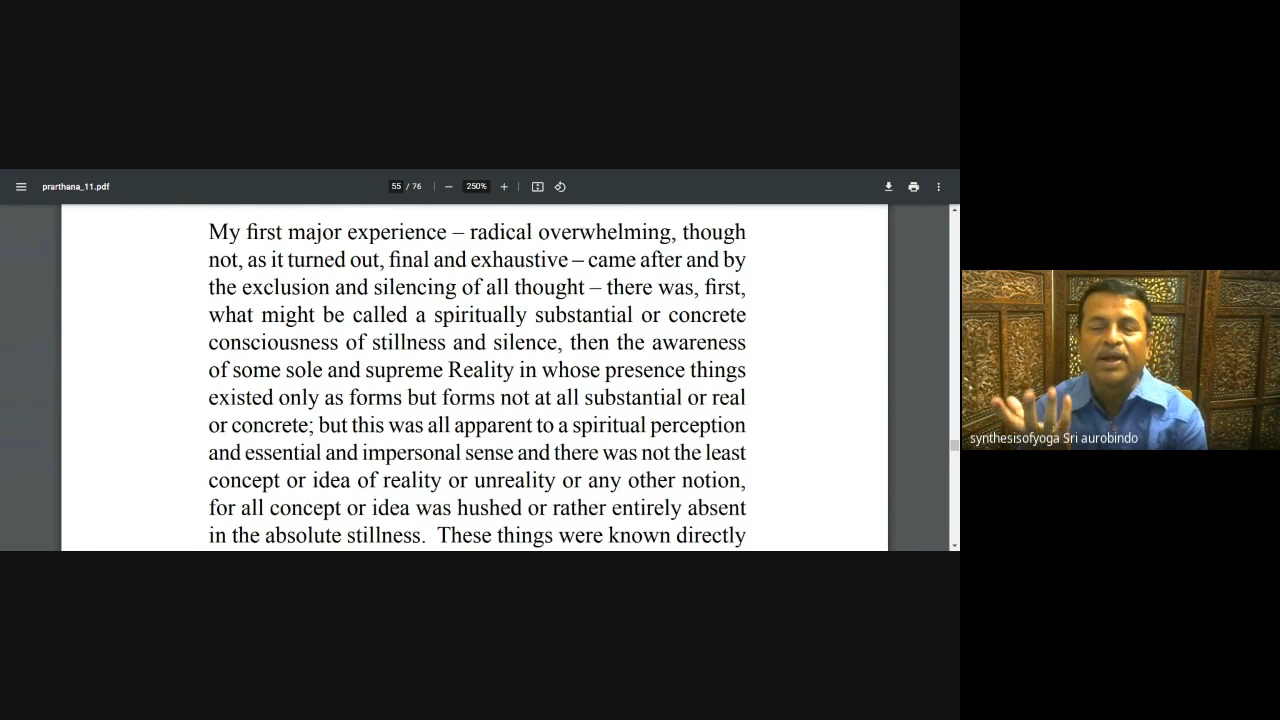 prarthana_11.pdf
55 / 76
250%
My first major experience – radical overwhelming, though
not, as it turned out, final and exhaustive – came after and by
the exclusion and silencing of all thought – there was, first,
what might be called a spiritually substantial or concrete
consciousness of stillness and silence, then the awareness
of some sole and supreme Reality in whose presence things
existed only as forms but forms not at all substantial or real
or concrete; but this was all apparent to a spiritual perception
and essential and impersonal sense and there was not the least
concept or idea of reality or unreality or any other notion,
for all concept or idea was hushed or rather entirely absent
in the absolute stillness.  These things were known directly
synthesisofyoga Sri aurobindo